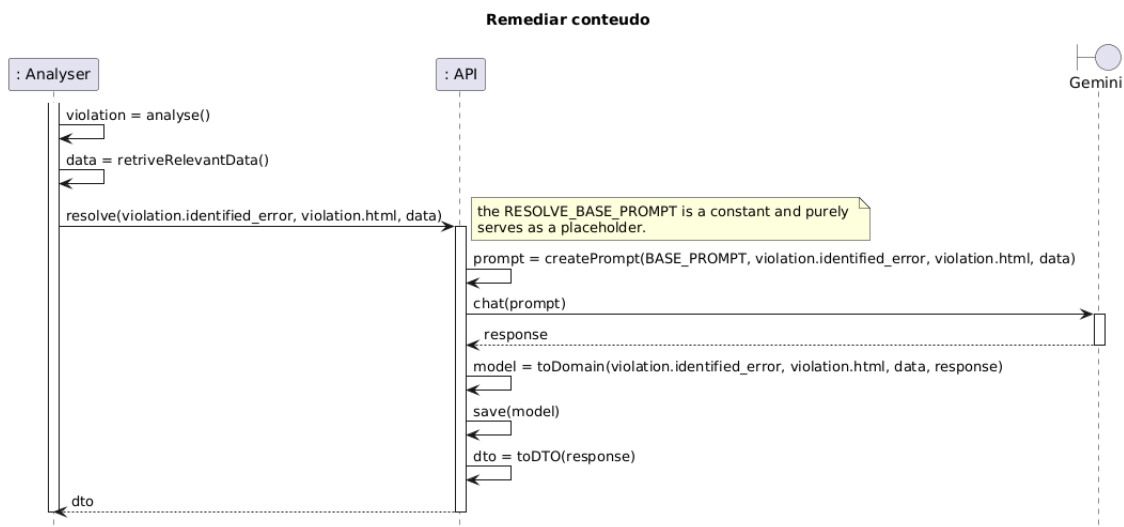 Remediar conteudo
: Analyser
: API
Gemini
violation = analyse()
data = retriveRelevantData()
resolve(violation.identified_error, violation.html, data)
the RESOLVE_BASE_PROMPT is a constant and purely
serves as a placeholder.
prompt = createPrompt(BASE_PROMPT, violation.identified_error, violation.html, data)
chat(prompt)
response
model = toDomain(violation.identified_error, violation.html, data, response)
save(model)
dto = toDTO(response)
dto